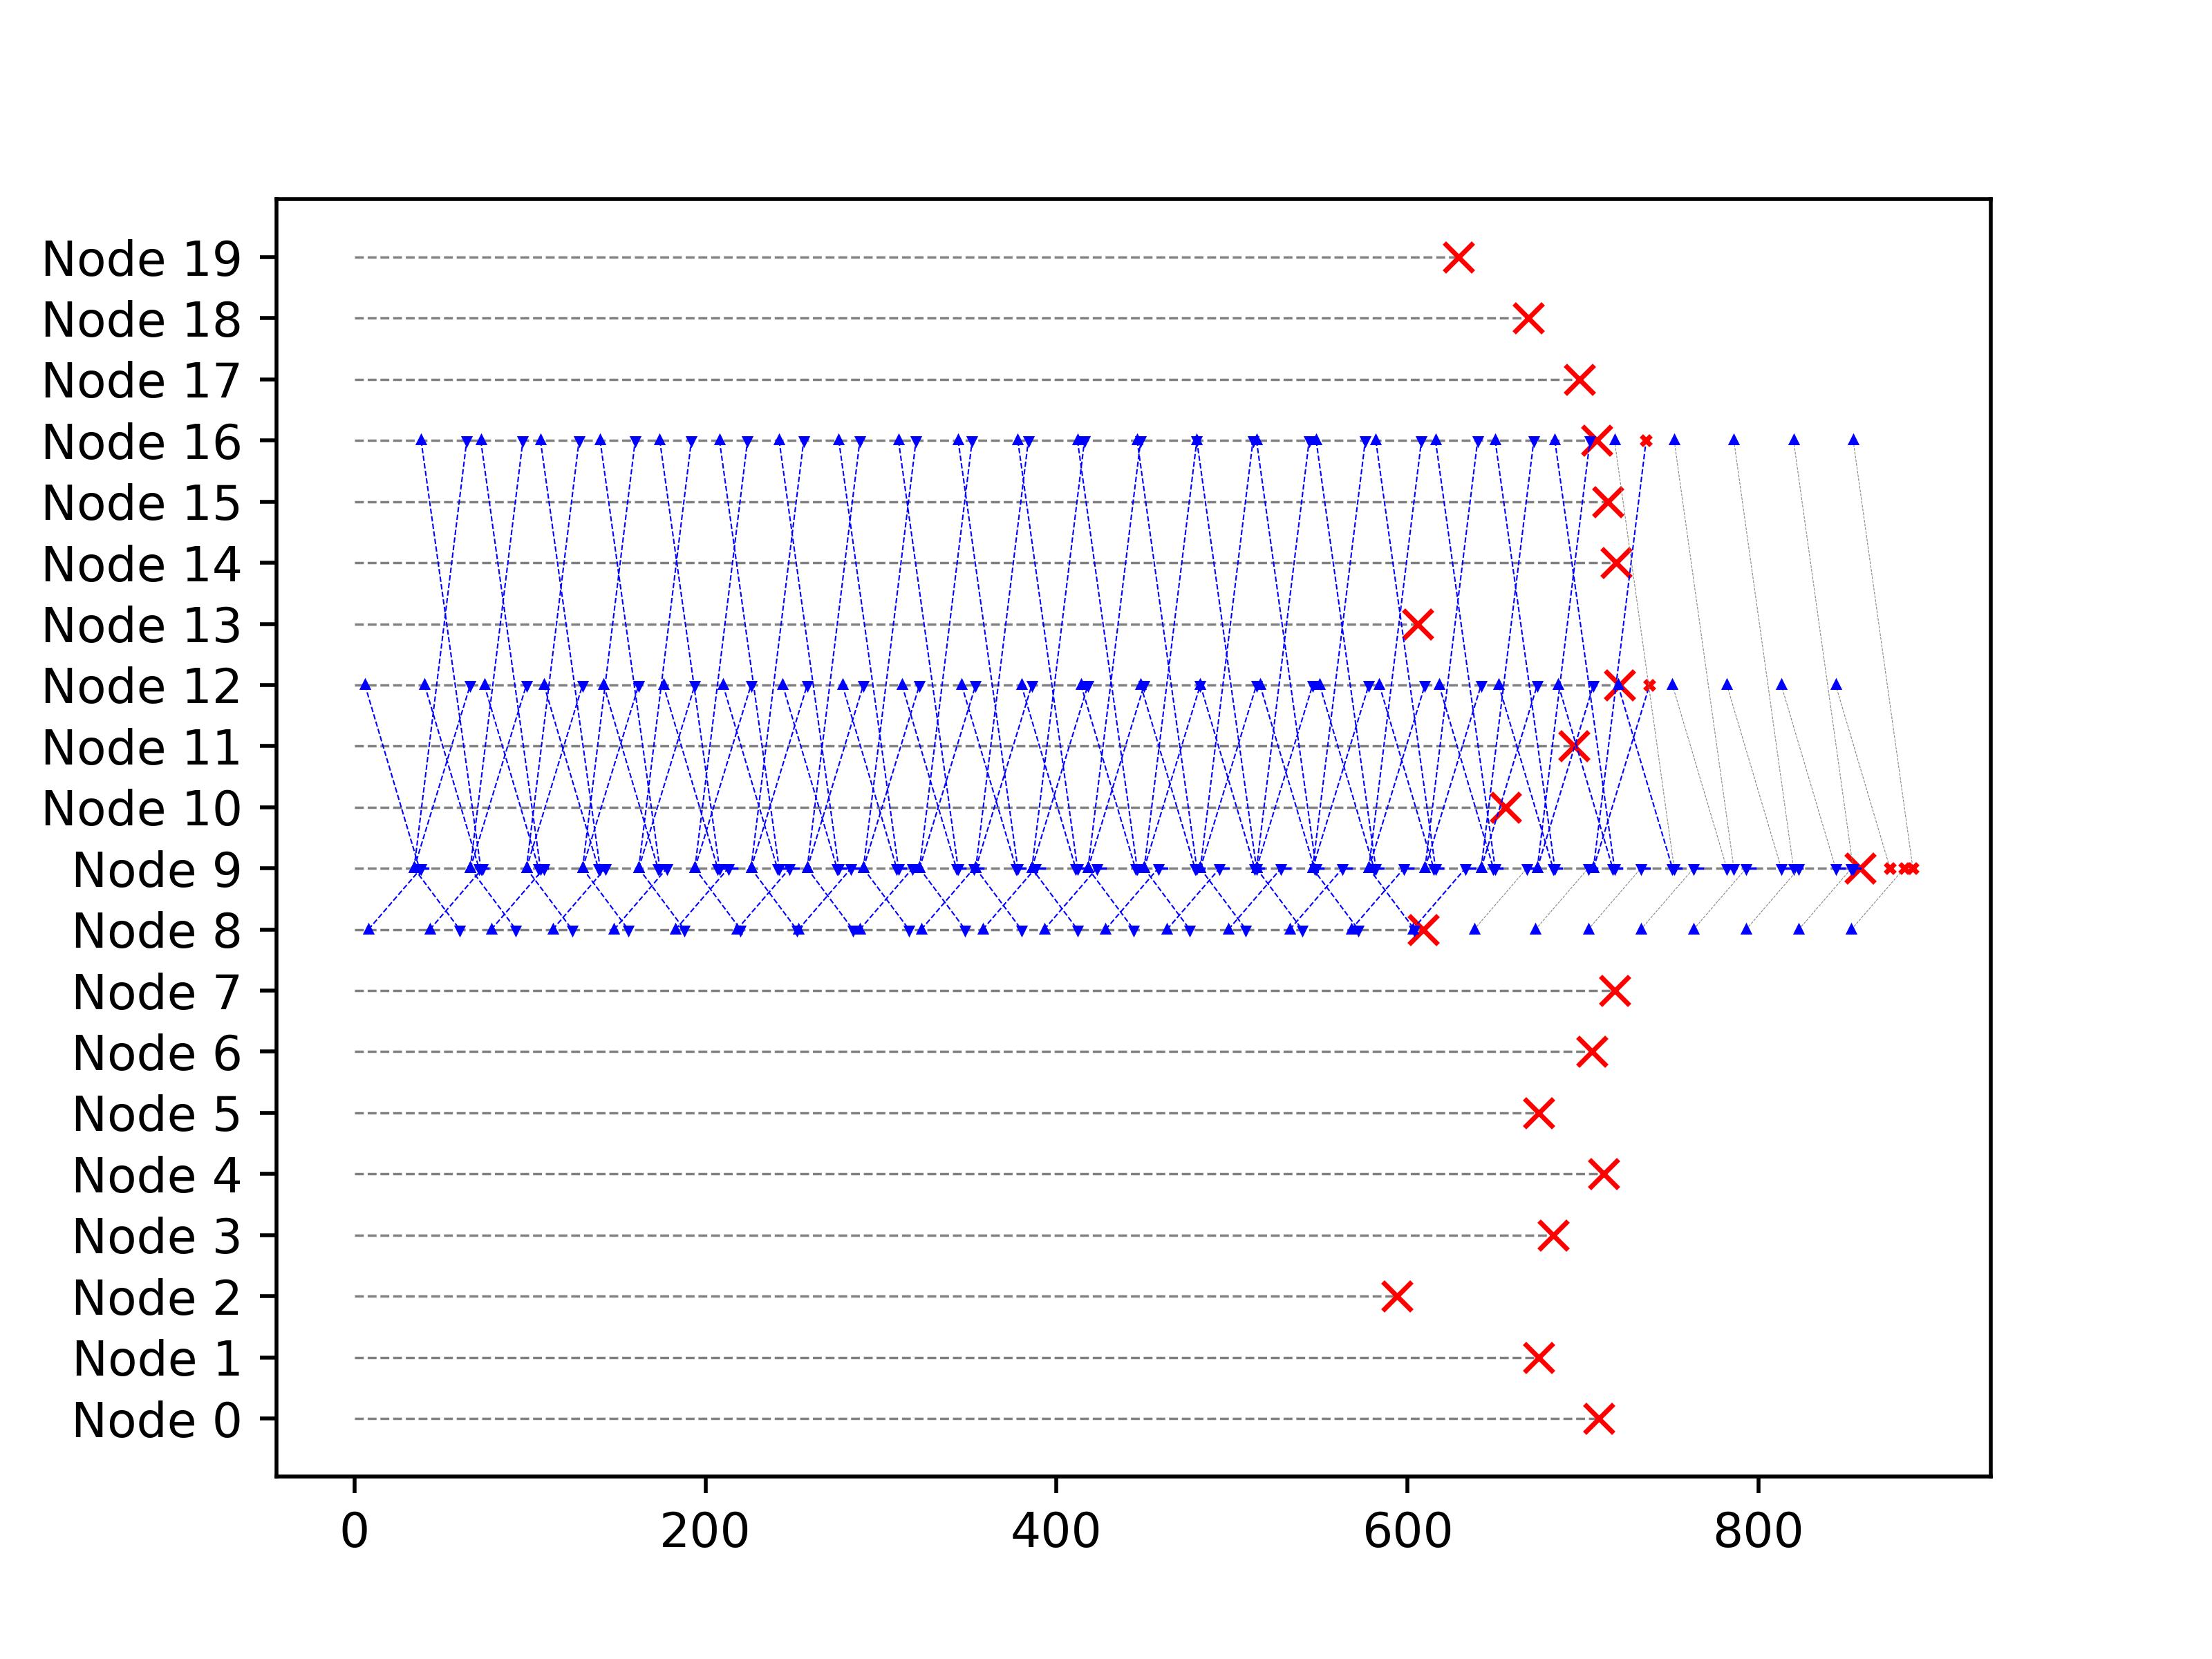 Node 19
Node 18
Node 17
Node 16
Node 15
Node 14
Node 13
Node 12
Node 11
Node 10
Node 9
Node 8
Node 7
Node 6
Node 5
Node 4
Node 3
Node 2
Node 1
Node 0
0 200 400 600 800